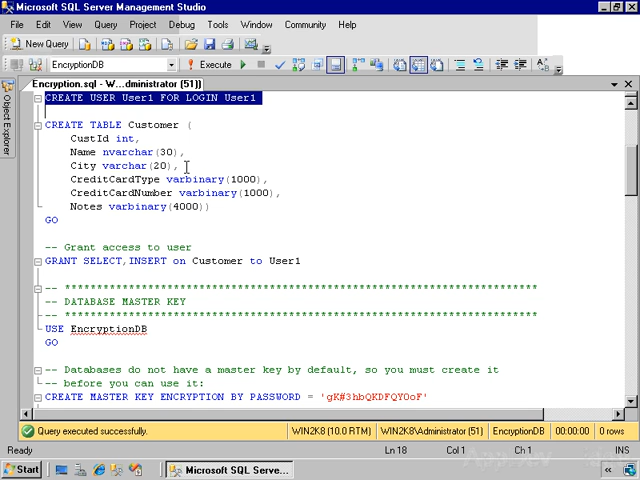 Microsoft SQL Server Management Studio
File Edit View Query Project Debug Tools Window Community Help
New Query
EncryptionDB Execute
Encryption.sql - W...dministrator (51))
Object Explorer
CREATE USER User1 FOR LOGIN User1
CREATE TABLE Customer (
CustId int,
Name nvarchar(30),
City varchar(20),
CreditCardType varbinary(1000),
CreditCardNumber varbinary(1000),
Notes varbinary(4000))
GO
-- Grant access to user
GRANT SELECT,INSERT on Customer to User1
-- *******************************************************
-- DATABASE MASTER KEY
-- *******************************************************
USE EncryptionDB
GO
-- Databases do not have a master key by default, so you must create it
-- before you can use it:
CREATE MASTER KEY ENCRYPTION BY PASSWORD = 'gK#3hbQKDFQYOoF'
Query executed successfully. WIN2K8 (10.0 RTM) WIN2K8\Administrator (51) EncryptionDB 00:00:00 0 rows
Ready Ln 18 Col 1 Ch 1 INS
Start Microsoft SQL Serve...